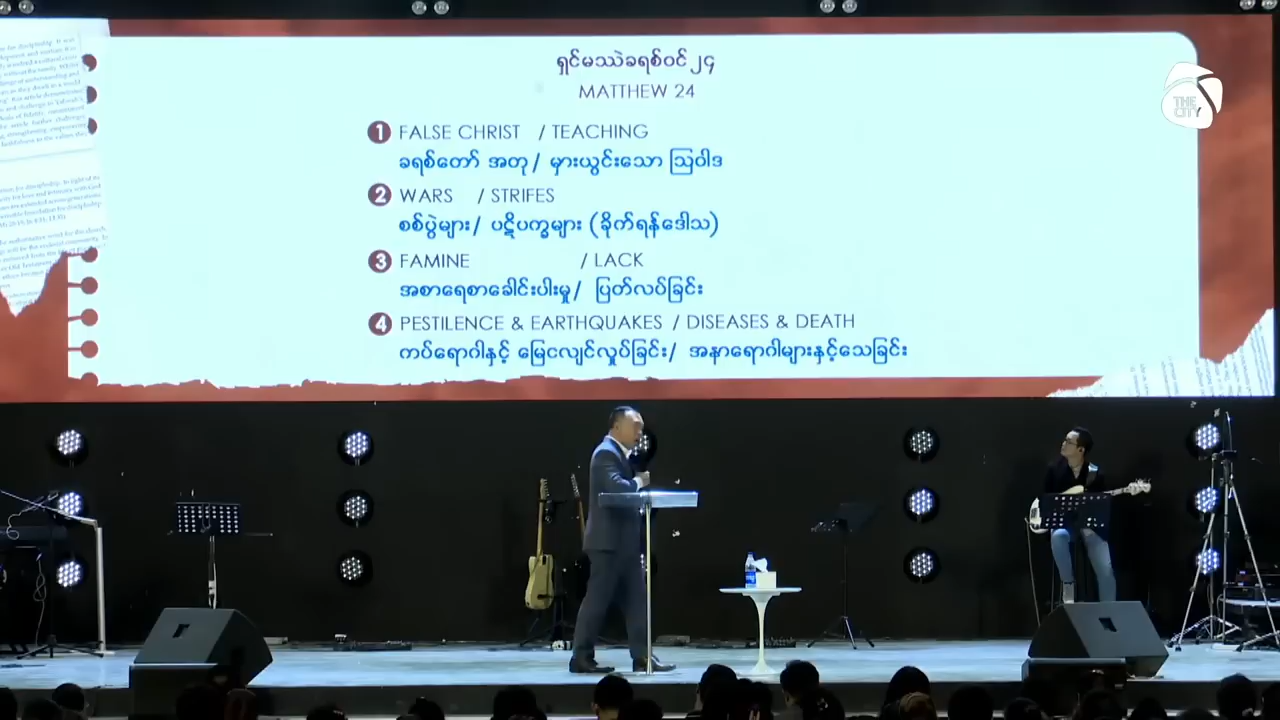 ရှင်မဿဲခရစ်ဝင်၂၄
MATTHEW 24
1 FALSE CHRIST / TEACHING
ခရစ်တော် အတု / မှားယွင်းသော ဩဝါဒ
2 WARS / STRIFES
စစ်ပွဲများ / ပဋိပက္ခများ (ခိုက်ရန်ဒေါသ)
3 FAMINE / LACK
အစာရေစာခေါင်းပါးမှု / ပြတ်လပ်ခြင်း
4 PESTILENCE & EARTHQUAKES / DISEASES & DEATH
ကပ်ရောဂါနှင့် မြေငလျင်လှုပ်ခြင်း / အနာရောဂါများနှင့်သေခြင်း
THE CITY